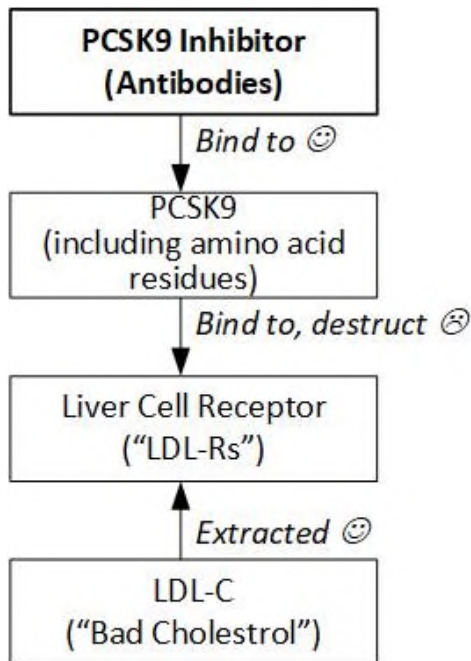 PCSK9 Inhibitor
(Antibodies)
Bind to ☺
PCSK9
(including amino acid
residues)
Bind to, destruct ☹
Liver Cell Receptor
(“LDL-Rs”)
Extracted ☺
LDL-C
(“Bad Cholestrol”)